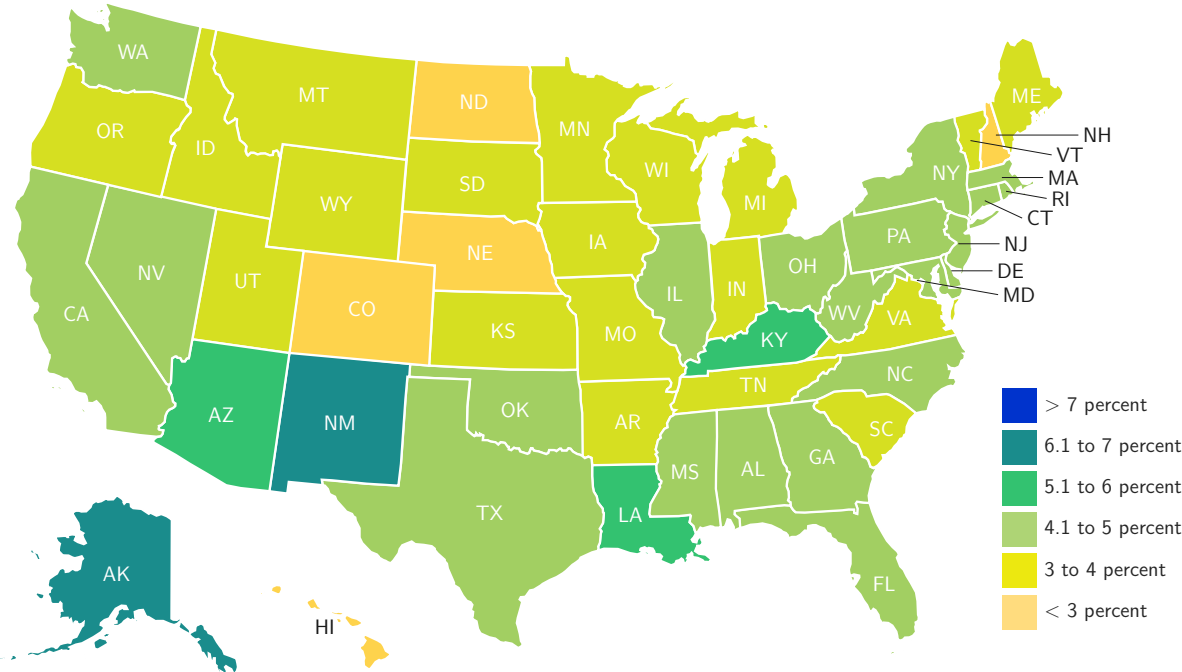 WA
MT
ND
MN
ME
OR
ID
SD
WI
MI
NY
NH
VT
MA
RI
CT
WY
NE
IA
PA
NJ
NV
UT
CO
KS
MO
IL
IN
OH
WV
VA
DE
MD
CA
KY
AZ
NM
OK
AR
TN
NC
SC
MS
AL
GA
TX
LA
FL
AK
HI
> 7 percent
6.1 to 7 percent
5.1 to 6 percent
4.1 to 5 percent
3 to 4 percent
< 3 percent